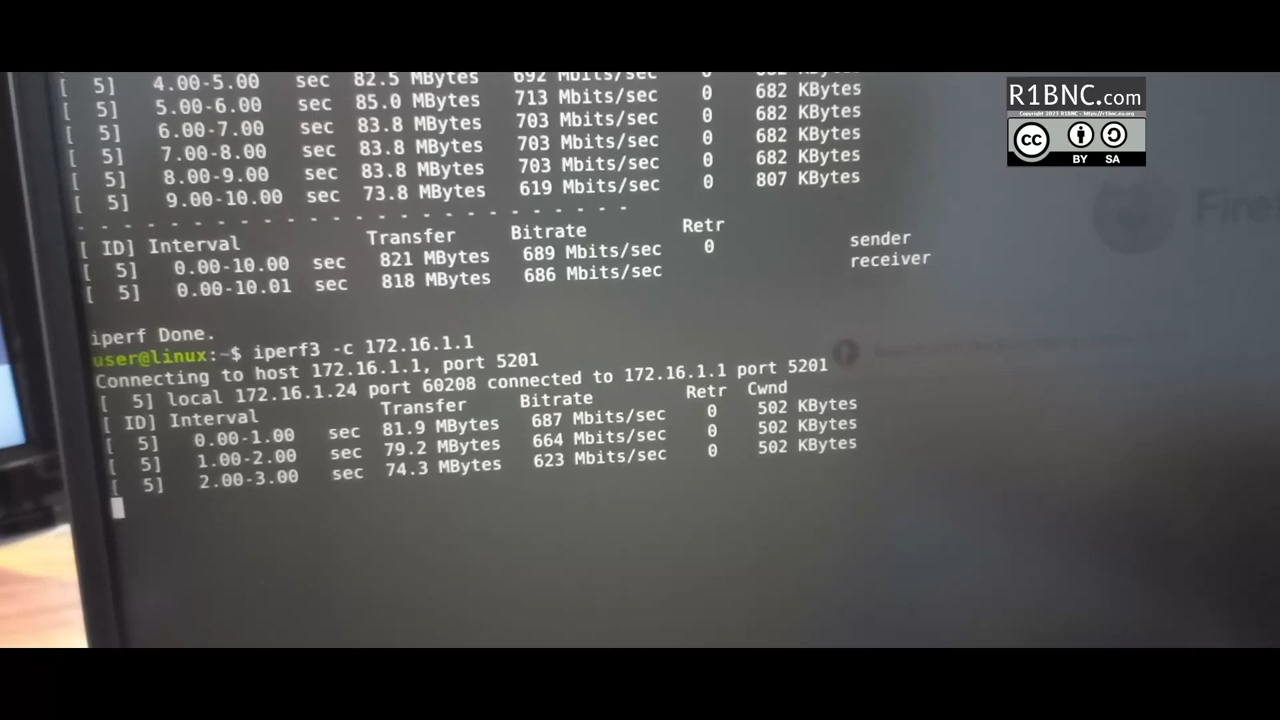 [ 5] 4.00-5.00 sec 82.5 MBytes 692 Mbits/sec 0 682 KBytes
[ 5] 5.00-6.00 sec 85.0 MBytes 713 Mbits/sec 0 682 KBytes
[ 5] 6.00-7.00 sec 83.8 MBytes 703 Mbits/sec 0 682 KBytes
[ 5] 7.00-8.00 sec 83.8 MBytes 703 Mbits/sec 0 682 KBytes
[ 5] 8.00-9.00 sec 83.8 MBytes 703 Mbits/sec 0 682 KBytes
[ 5] 9.00-10.00 sec 73.8 MBytes 619 Mbits/sec 0 807 KBytes
- - - - - - - - - - - - - - - - - - - - - - - - -
[ ID] Interval Transfer Bitrate Retr
[ 5] 0.00-10.00 sec 821 MBytes 689 Mbits/sec 0 sender
[ 5] 0.00-10.01 sec 818 MBytes 686 Mbits/sec receiver
iperf Done.
user@linux:~$ iperf3 -c 172.16.1.1
Connecting to host 172.16.1.1, port 5201
[ 5] local 172.16.1.24 port 60208 connected to 172.16.1.1 port 5201
[ ID] Interval Transfer Bitrate Retr Cwnd
[ 5] 0.00-1.00 sec 81.9 MBytes 687 Mbits/sec 0 502 KBytes
[ 5] 1.00-2.00 sec 79.2 MBytes 664 Mbits/sec 0 502 KBytes
[ 5] 2.00-3.00 sec 74.3 MBytes 623 Mbits/sec 0 502 KBytes
R1BNC.com
cc
BY SA